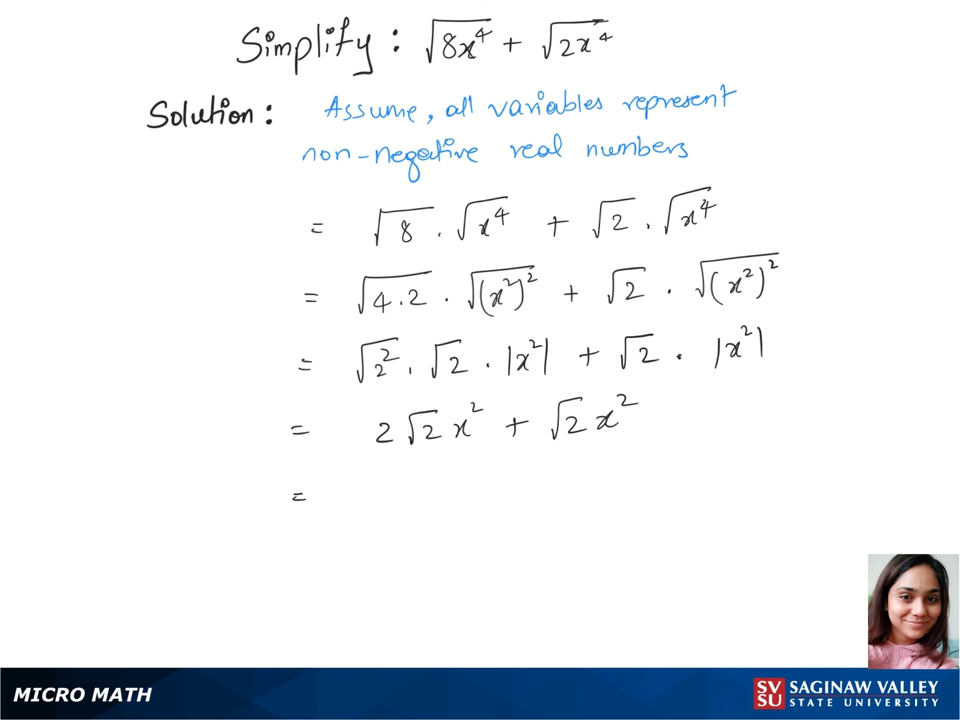 Simplify: √8x⁴ + √2x⁴
Solution: Assume, all variables represent
non-negative real numbers
= √8 . √x⁴ + √2 . √x⁴
= √4.2 . √(x²)² + √2 . √(x²)²
= √2² . √2 . |x²| + √2 . |x²|
= 2√2 x² + √2 x²
=
MICRO MATH
SV SU SAGINAW VALLEY
STATE UNIVERSITY